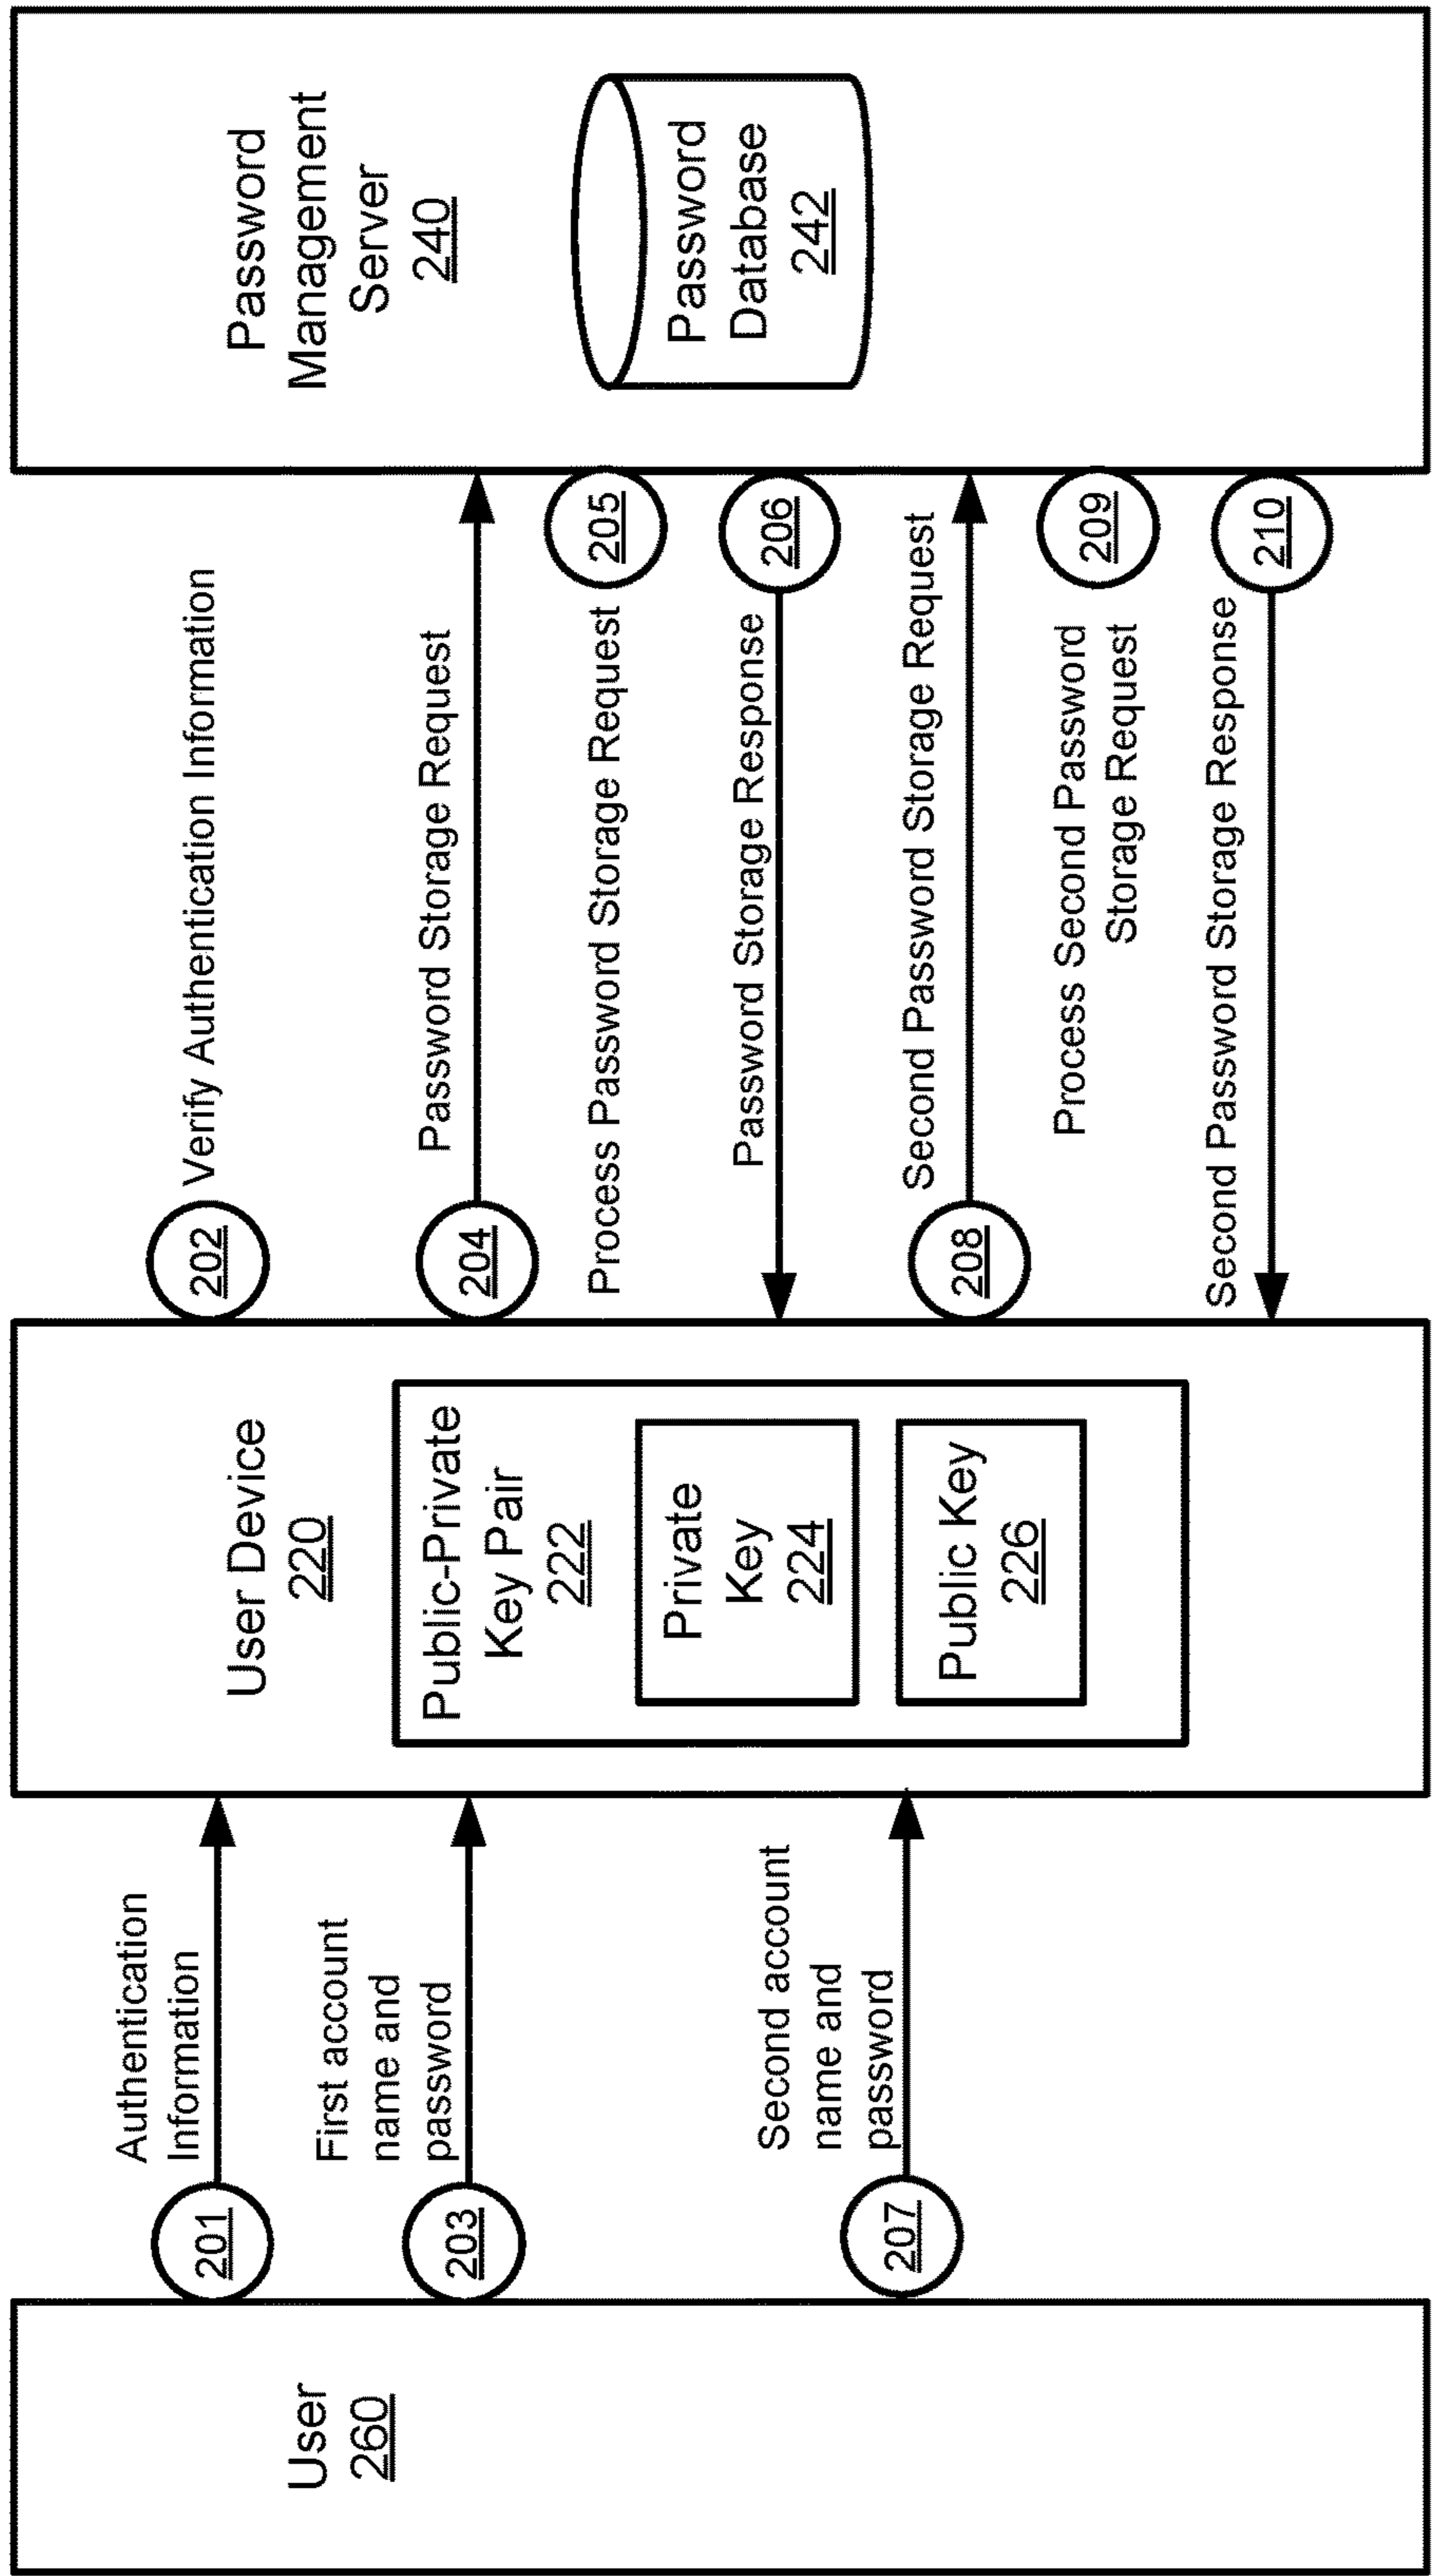 User
260
201
Authentication
Information
203
First account
name and
password
207
Second account
name and
password
User Device
220
Public-Private
Key Pair
222
Private
Key
224
Public Key
226
202
Verify Authentication Information
204
Password Storage Request
205
Process Password Storage Request
206
Password Storage Response
208
Second Password Storage Request
209
Process Second Password
Storage Request
210
Second Password Storage Response
Password
Management
Server
240
Password
Database
242